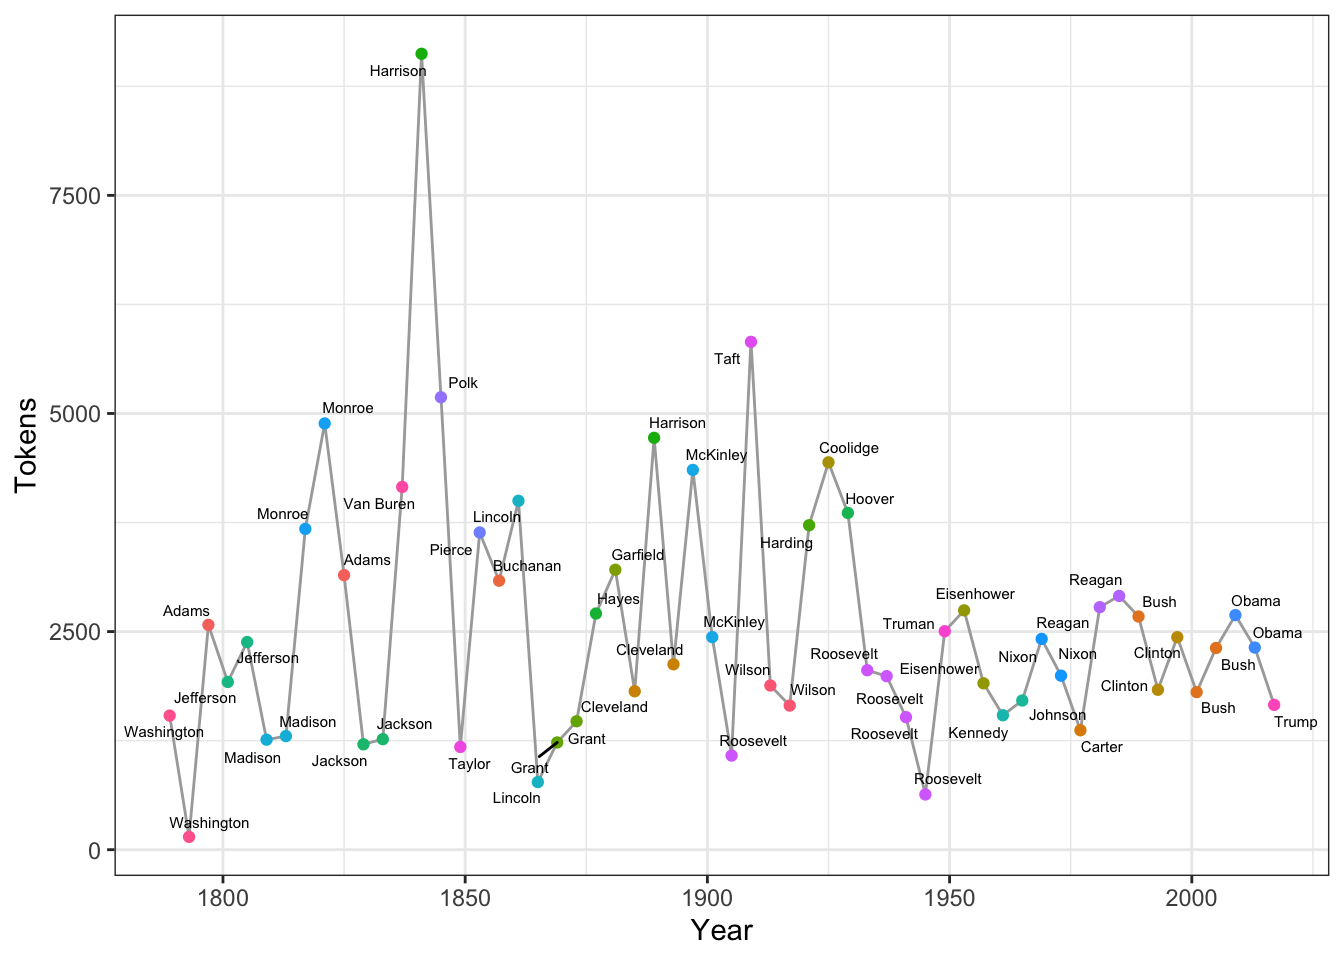 Harrison
7500
Taft
Polk
5000
Monroe
Harrison
Coolidge
McKinley
Hoover
Van Buren
Monroe
Lincoln
Harding
Pierce
Garfield
Adams
Buchanan
Reagan
Eisenhower
Hayes
Bush
Obama
Adams
2500
McKinley
Truman
Reagan
Obama
Cleveland
Roosevelt
Nixon
Nixon
Clinton
Jefferson
Wilson
Eisenhower
Bush
Jefferson
Wilson
Roosevelt
Clinton
Cleveland
Johnson
Bush
Madison
Jackson
Trump
Washington
Grant
Roosevelt
Roosevelt
Kennedy
Carter
Madison
Jackson
Taylor
Grant
Roosevelt
Lincoln
Washington
0
Tokens
1800
1850
1900
1950
2000
Year